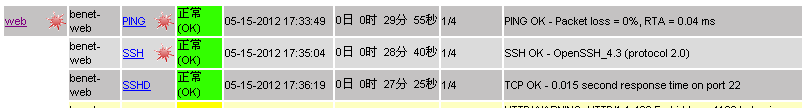 web benet-web PING 正常(OK) 05-15-2012 17:33:49 0日 0时 29分 55秒 1/4 PING OK - Packet loss = 0%, RTA = 0.04 ms
benet-web SSH 正常(OK) 05-15-2012 17:35:04 0日 0时 28分 40秒 1/4 SSH OK - OpenSSH_4.3 (protocol 2.0)
benet-web SSHD 正常(OK) 05-15-2012 17:36:19 0日 0时 27分 25秒 1/4 TCP OK - 0.015 second response time on port 22